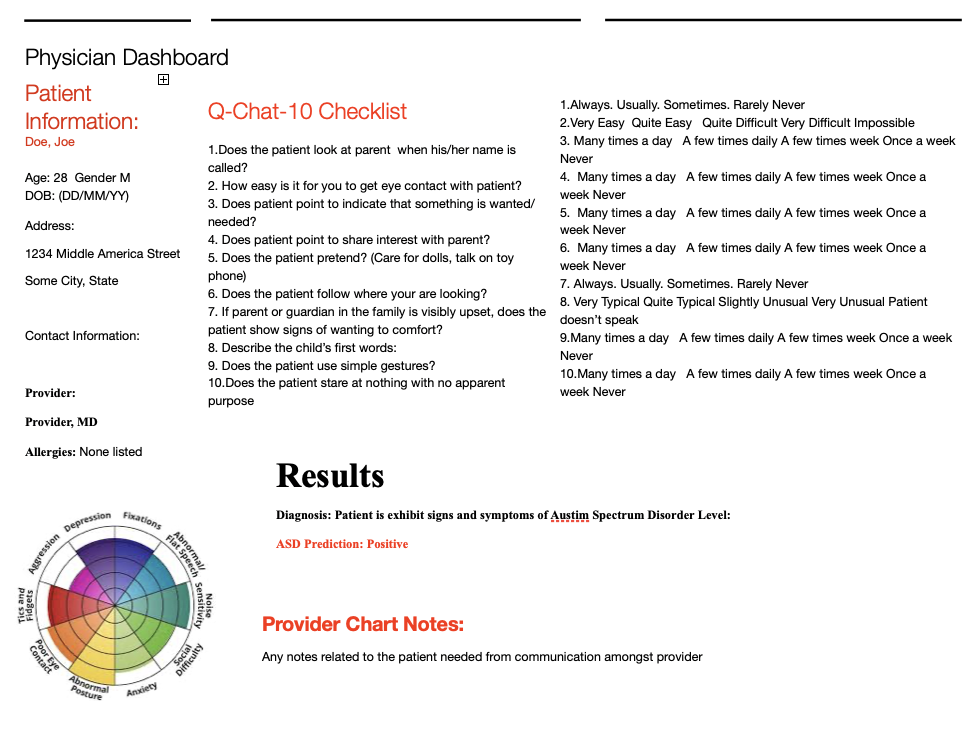 Physician Dashboard
Patient
Information:
Doe, Joe
Age: 28  Gender M
DOB: (DD/MM/YY)
Address:
1234 Middle America Street
Some City, State
Contact Information:
Provider:
Provider, MD
Allergies: None listed
Q-Chat-10 Checklist
1.Does the patient look at parent  when his/her name is
called?
2. How easy is it for you to get eye contact with patient?
3. Does patient point to indicate that something is wanted/
needed?
4. Does patient point to share interest with parent?
5. Does the patient pretend? (Care for dolls, talk on toy
phone)
6. Does the patient follow where your are looking?
7. If parent or guardian in the family is visibly upset, does the
patient show signs of wanting to comfort?
8. Describe the child's first words:
9. Does the patient use simple gestures?
10.Does the patient stare at nothing with no apparent
purpose
1.Always. Usually. Sometimes. Rarely Never
2.Very Easy  Quite Easy   Quite Difficult Very Difficult Impossible
3. Many times a day   A few times daily A few times week Once a week
Never
4.  Many times a day   A few times daily A few times week Once a
week Never
5.  Many times a day   A few times daily A few times week Once a
week Never
6.  Many times a day   A few times daily A few times week Once a
week Never
7. Always. Usually. Sometimes. Rarely Never
8. Very Typical Quite Typical Slightly Unusual Very Unusual Patient
doesn't speak
9.Many times a day   A few times daily A few times week Once a week
Never
10.Many times a day   A few times daily A few times week Once a
week Never
Results
Diagnosis: Patient is exhibit signs and symptoms of Austim Spectrum Disorder Level:
ASD Prediction: Positive
Depression
Fixations
Abnormal/
Flat Speech
Noise
Sensitivity
Social
Difficulty
Anxiety
Abnormal
Posture
Poor Eye
Contact
Tics and
Fidgets
Aggression
Provider Chart Notes:
Any notes related to the patient needed from communication amongst provider